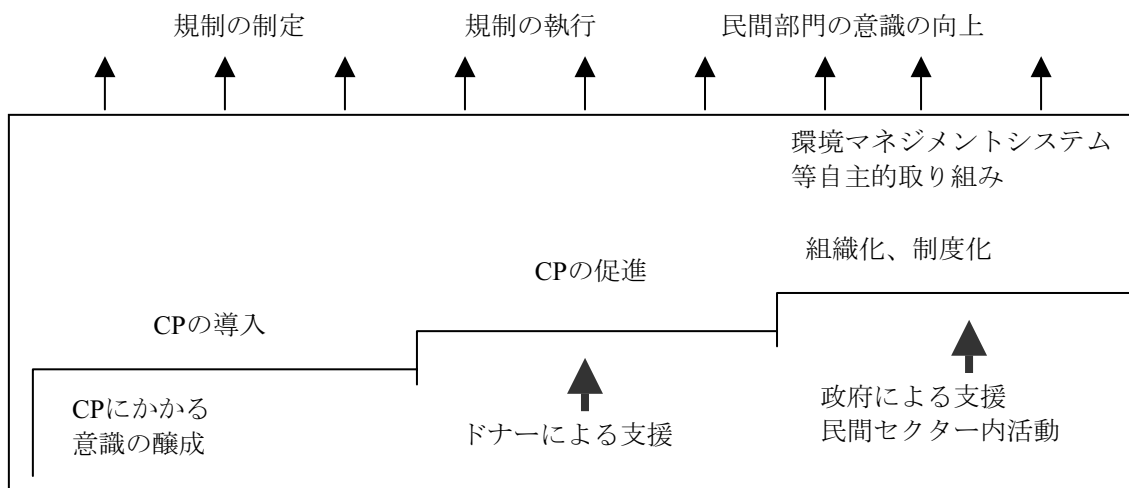 規制の制定
規制の執行
民間部門の意識の向上
環境マネジメントシステム
等自主的取り組み
組織化、制度化
CPの促進
CPの導入
CPにかかる
意識の醸成
ドナーによる支援
政府による支援
民間セクター内活動